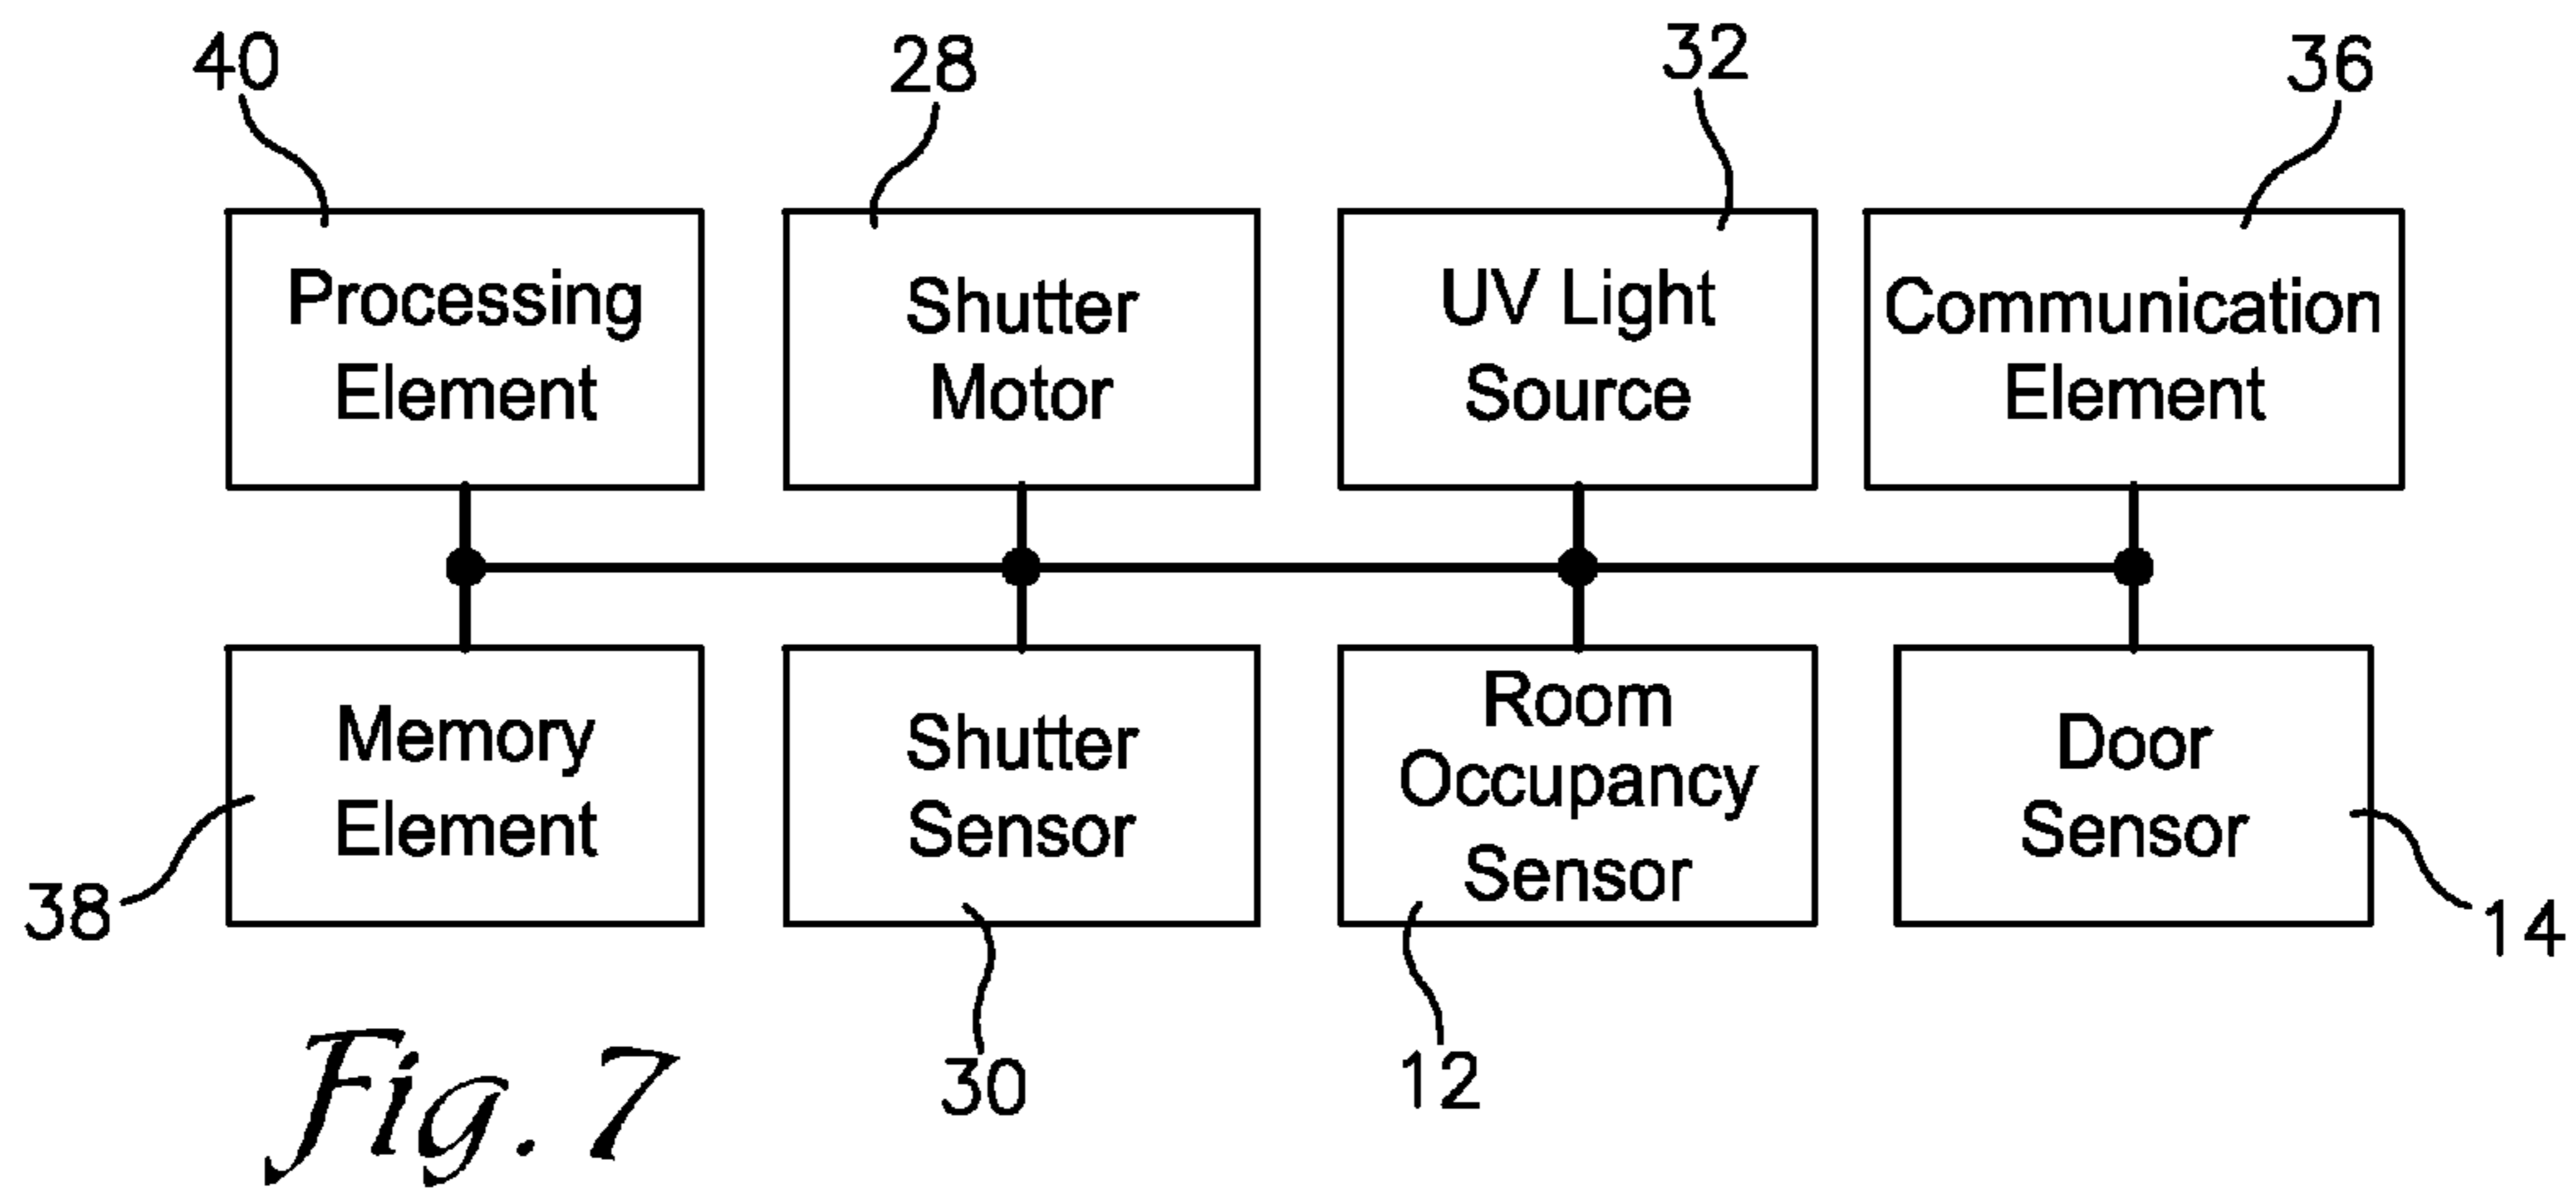 40
28
32
36
Processing
Element
Shutter
Motor
UV Light
Source
Communication
Element
Memory
Element
Shutter
Sensor
Room
Occupancy
Sensor
Door
Sensor
38
30
12
14
Fig. 7